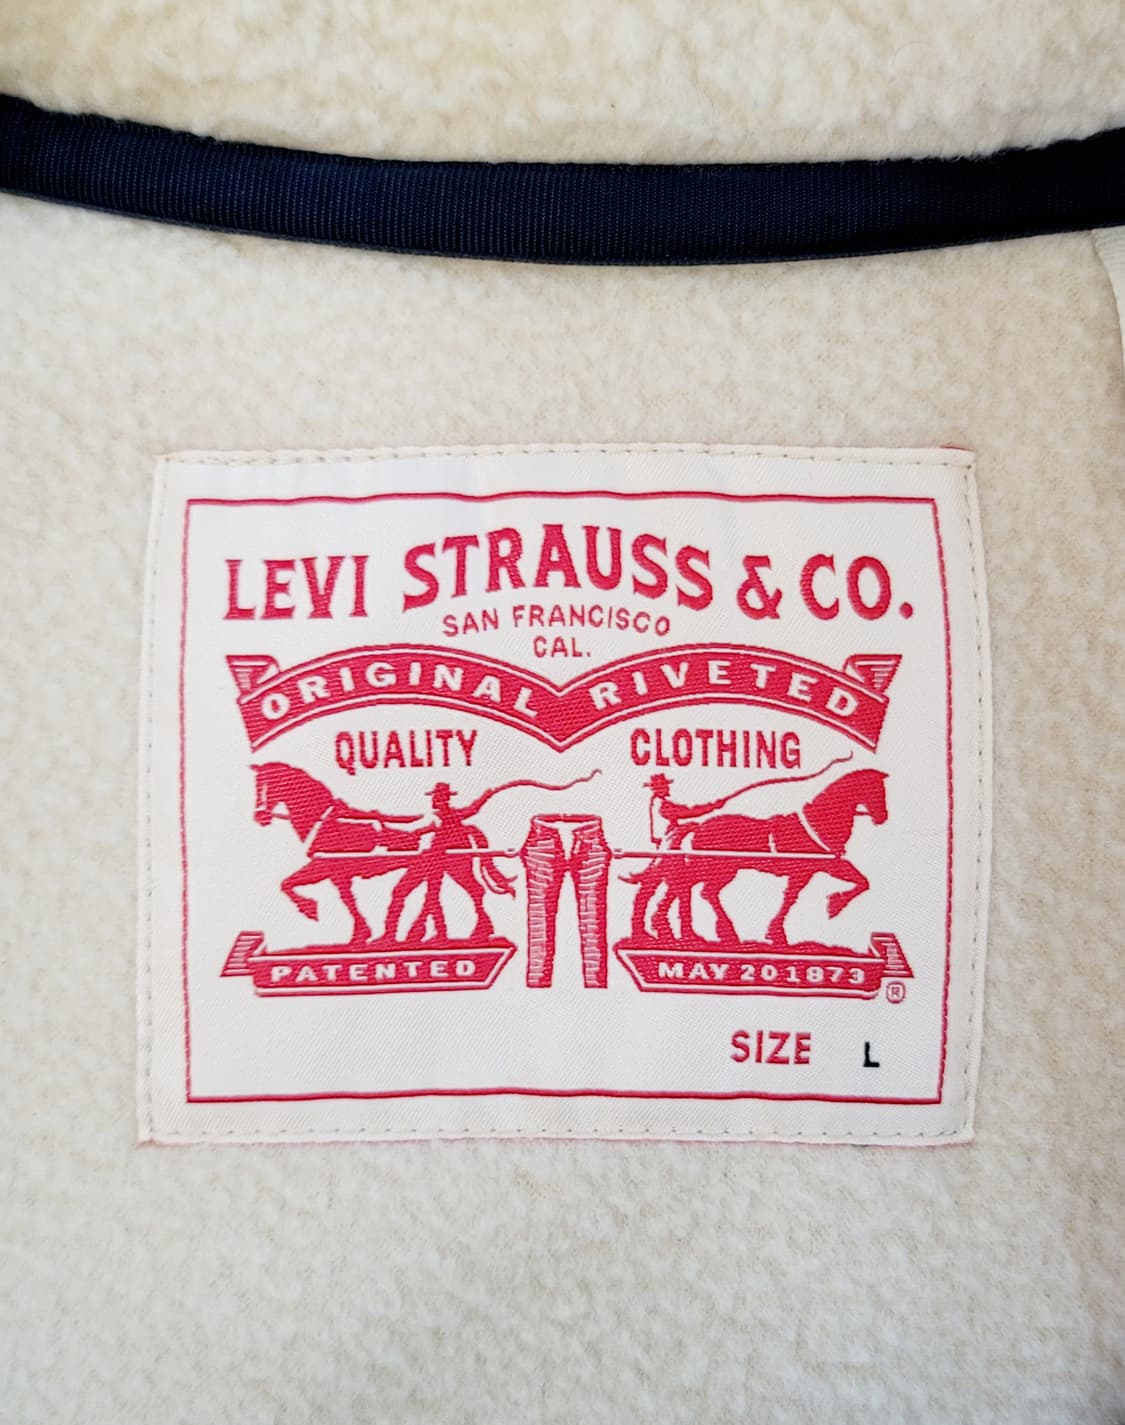 LEVI STRAUSS & CO.
SAN FRANCISCO
CAL.
ORIGINAL RIVETED
QUALITY CLOTHING
PATENTED MAY 20 1873
®
SIZE L